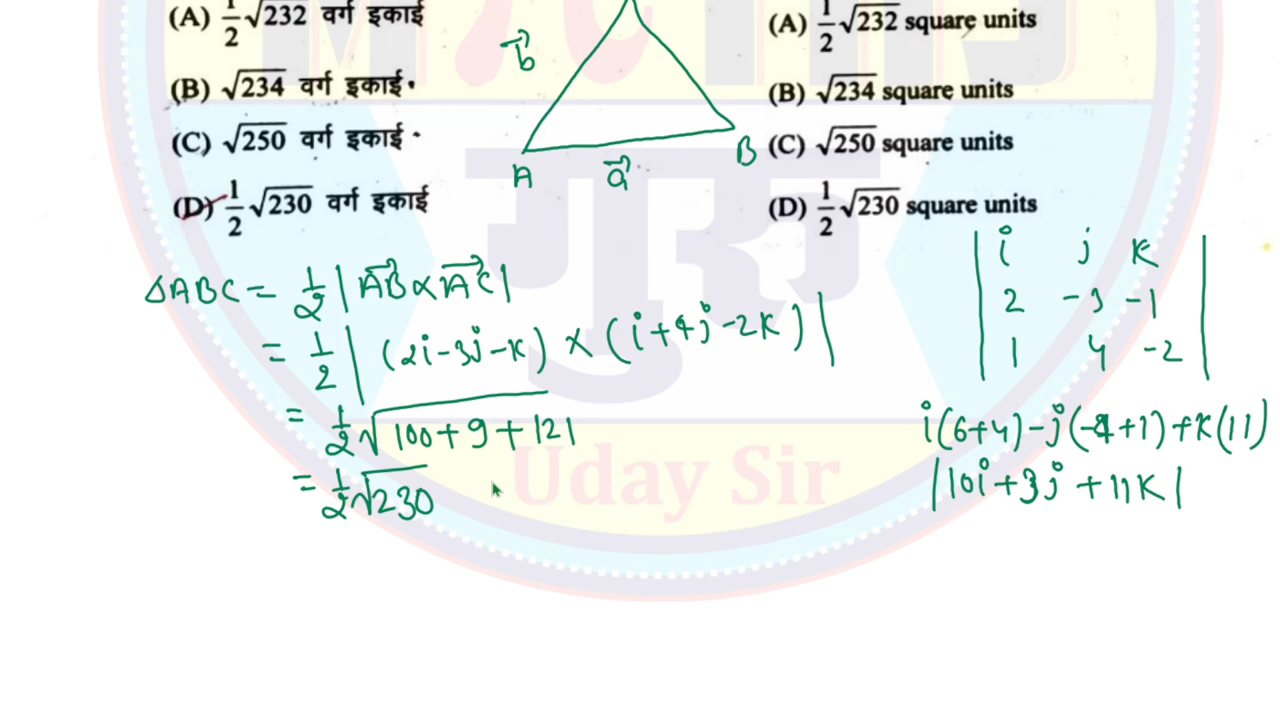 (A) 1/2 √232 वर्ग इकाई
(B) √234 वर्ग इकाई
(C) √250 वर्ग इकाई
(D) 1/2 √230 वर्ग इकाई
b⃗
A
a⃗
B
(A) 1/2 √232 square units
(B) √234 square units
(C) √250 square units
(D) 1/2 √230 square units
ΔABC = 1/2 | AB⃗ × AC⃗ |
= 1/2 | (2i-3j-k) × (i+4j-2k) |
= 1/2 √100+9+121
= 1/2 √230
i j k
2 -3 -1
1 4 -2
i(6+4)-j(-4+1)+k(11)
|10i+3j+11k|
गुरु
Uday Sir